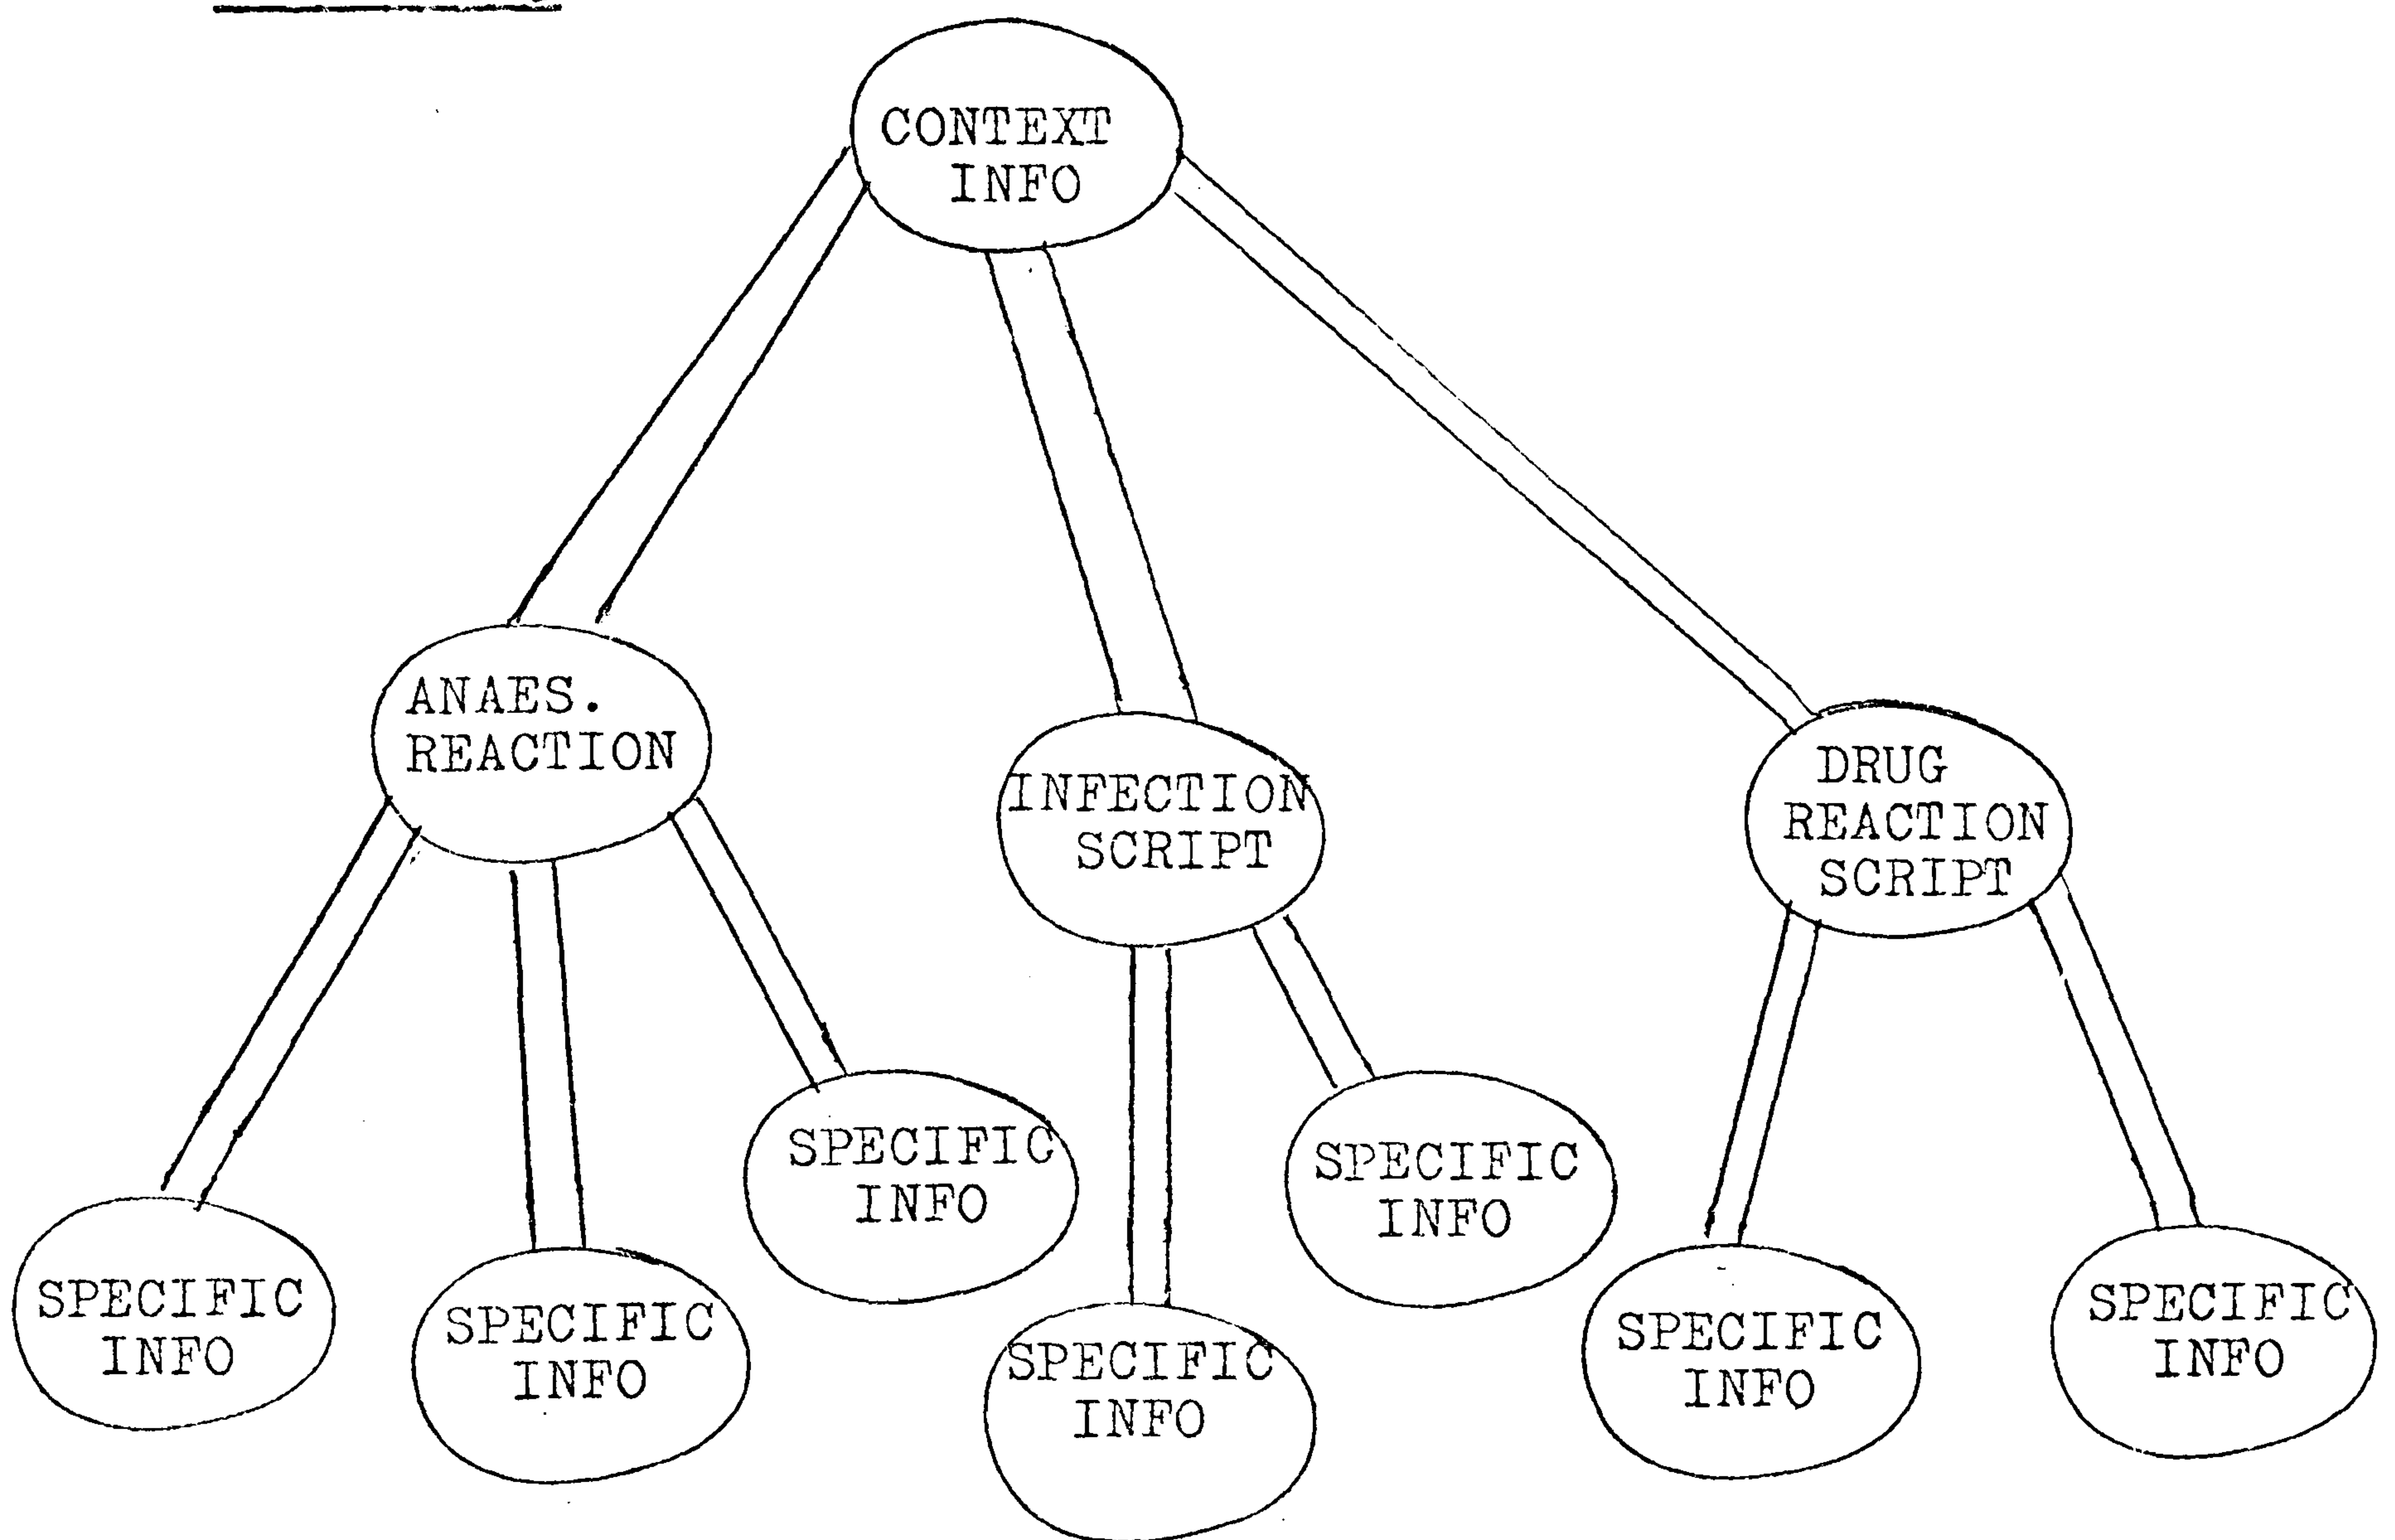 CONTEXT
INFO
ANAES.
REACTION
INFECTION
SCRIPT
DRUG
REACTION
SCRIPT
SPECIFIC
INFO
SPECIFIC
INFO
SPECIFIC
INFO
SPECIFIC
INFO
SPECIFIC
INFO
SPECIFIC
INFO
SPECIFIC
INFO